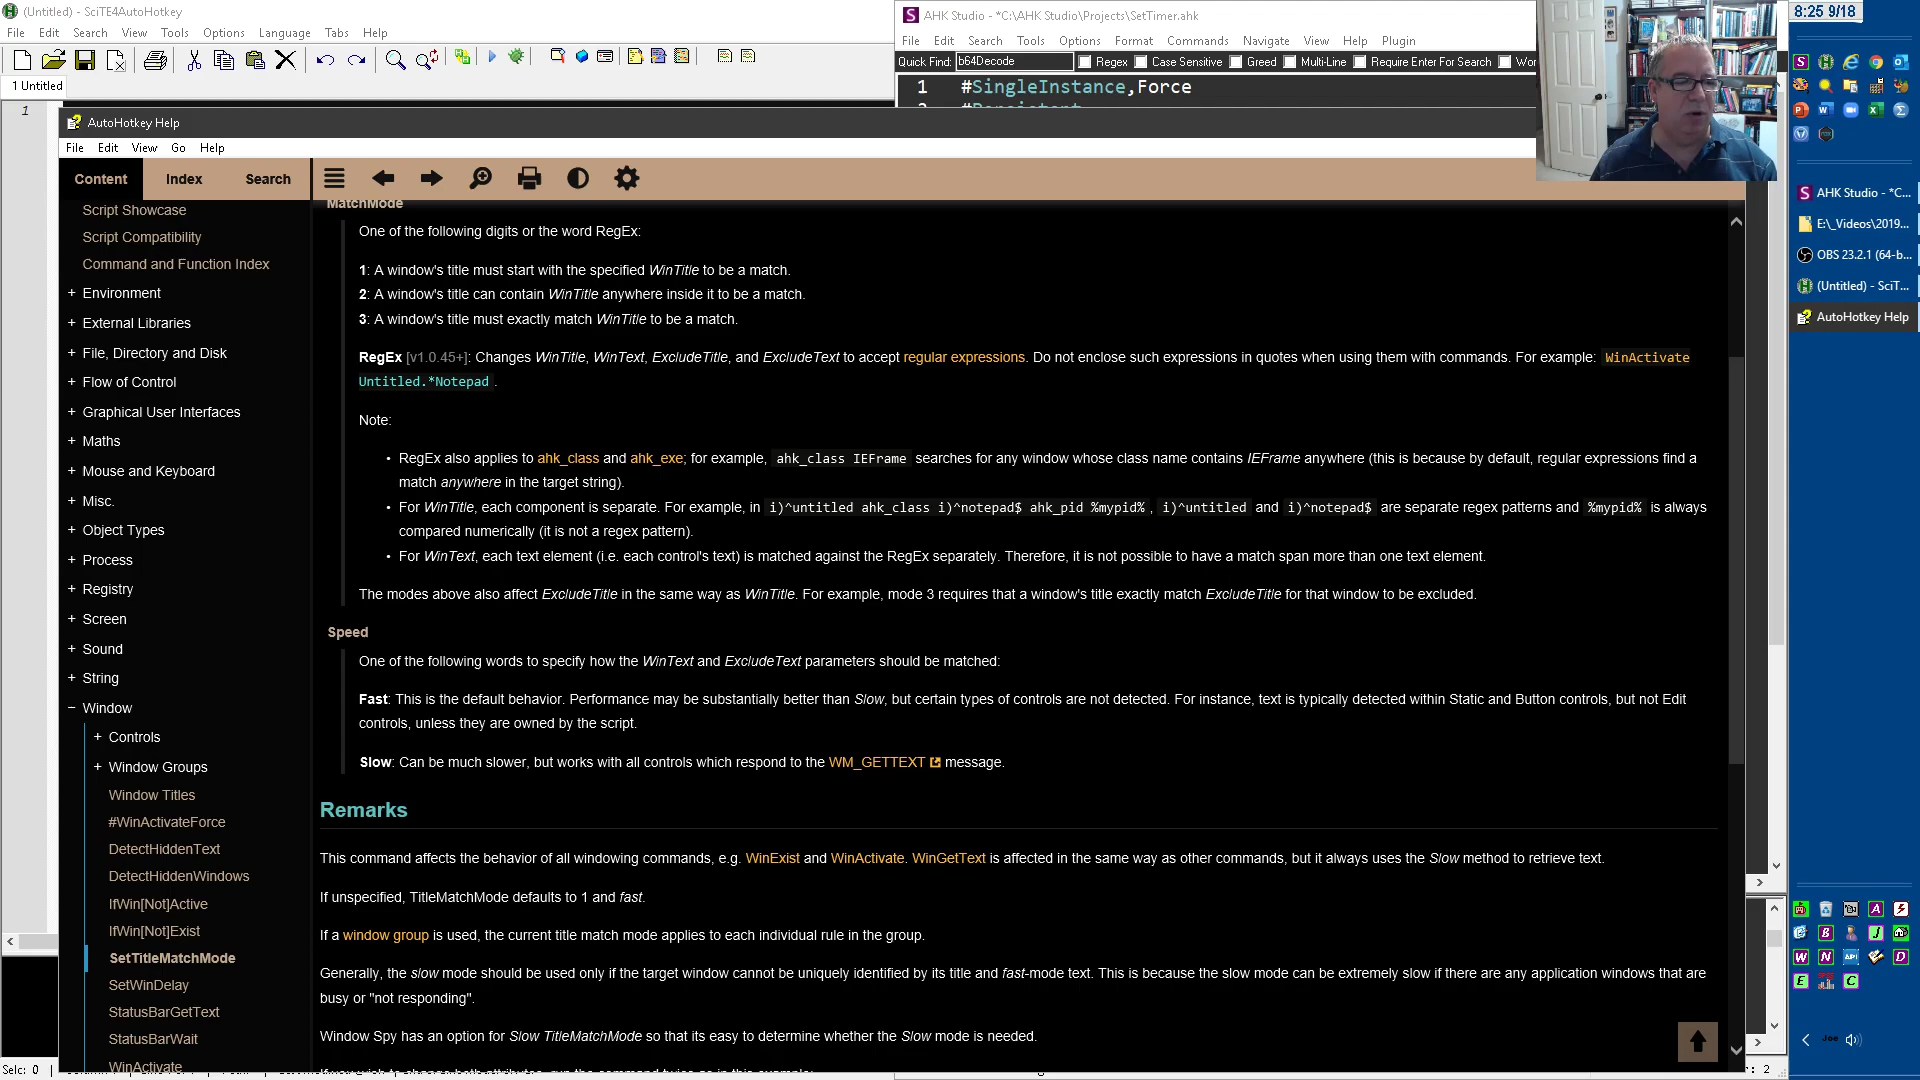 (Untitled) - SciTE4AutoHotkey
File Edit Search View Tools Options Language Tabs Help
1 Untitled
1
AHK Studio - *C:\AHK Studio\Projects\SetTimer.ahk
File Edit Search Tools Options Format Commands Navigate View Help Plugin
Quick Find: b64Decode Regex Case Sensitive Greed Multi-Line Require Enter For Search Wor
1 #SingleInstance,Force
#Persistent
8:25 9/18
AHK Studio - *C...
E:\_Videos\2019...
OBS 23.2.1 (64-b...
(Untitled) - SciT...
AutoHotkey Help
AutoHotkey Help
File Edit View Go Help
Content Index Search
Script Showcase
Script Compatibility
Command and Function Index
+ Environment
+ External Libraries
+ File, Directory and Disk
+ Flow of Control
+ Graphical User Interfaces
+ Maths
+ Mouse and Keyboard
+ Misc.
+ Object Types
+ Process
+ Registry
+ Screen
+ Sound
+ String
− Window
+ Controls
+ Window Groups
Window Titles
#WinActivateForce
DetectHiddenText
DetectHiddenWindows
IfWin[Not]Active
IfWin[Not]Exist
SetTitleMatchMode
SetWinDelay
StatusBarGetText
StatusBarWait
WinActivate
MatchMode
One of the following digits or the word RegEx:
1: A window's title must start with the specified WinTitle to be a match.
2: A window's title can contain WinTitle anywhere inside it to be a match.
3: A window's title must exactly match WinTitle to be a match.
RegEx [v1.0.45+]: Changes WinTitle, WinText, ExcludeTitle, and ExcludeText to accept regular expressions. Do not enclose such expressions in quotes when using them with commands. For example: WinActivate
Untitled.*Notepad .
Note:
• RegEx also applies to ahk_class and ahk_exe; for example, ahk_class IEFrame searches for any window whose class name contains IEFrame anywhere (this is because by default, regular expressions find a
match anywhere in the target string).
• For WinTitle, each component is separate. For example, in i)^untitled ahk_class i)^notepad$ ahk_pid %mypid% , i)^untitled and i)^notepad$ are separate regex patterns and %mypid% is always
compared numerically (it is not a regex pattern).
• For WinText, each text element (i.e. each control's text) is matched against the RegEx separately. Therefore, it is not possible to have a match span more than one text element.
The modes above also affect ExcludeTitle in the same way as WinTitle. For example, mode 3 requires that a window's title exactly match ExcludeTitle for that window to be excluded.
Speed
One of the following words to specify how the WinText and ExcludeText parameters should be matched:
Fast: This is the default behavior. Performance may be substantially better than Slow, but certain types of controls are not detected. For instance, text is typically detected within Static and Button controls, but not Edit
controls, unless they are owned by the script.
Slow: Can be much slower, but works with all controls which respond to the WM_GETTEXT message.
Remarks
This command affects the behavior of all windowing commands, e.g. WinExist and WinActivate. WinGetText is affected in the same way as other commands, but it always uses the Slow method to retrieve text.
If unspecified, TitleMatchMode defaults to 1 and fast.
If a window group is used, the current title match mode applies to each individual rule in the group.
Generally, the slow mode should be used only if the target window cannot be uniquely identified by its title and fast-mode text. This is because the slow mode can be extremely slow if there are any application windows that are
busy or "not responding".
Window Spy has an option for Slow TitleMatchMode so that its easy to determine whether the Slow mode is needed.
Selc: 0
: 2
Joe